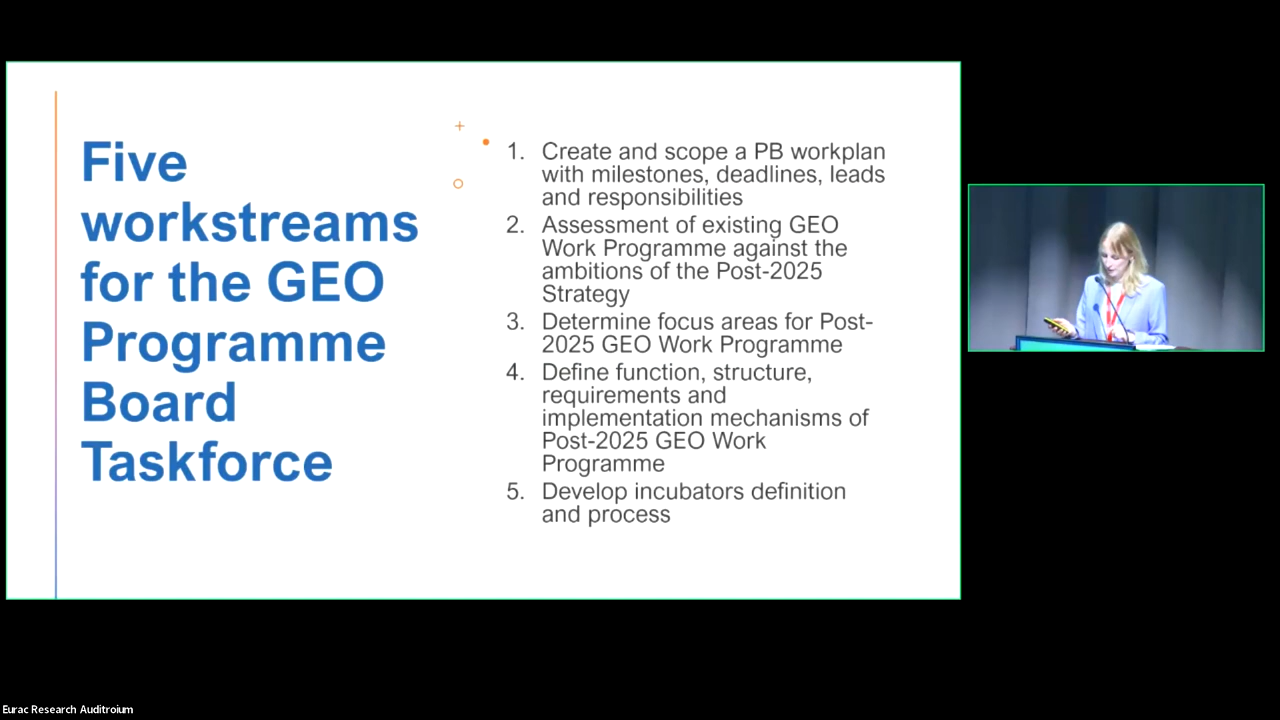 Five
workstreams
for the GEO
Programme
Board
Taskforce
1. Create and scope a PB workplan
with milestones, deadlines, leads
and responsibilities
2. Assessment of existing GEO
Work Programme against the
ambitions of the Post-2025
Strategy
3. Determine focus areas for Post-
2025 GEO Work Programme
4. Define function, structure,
requirements and
implementation mechanisms of
Post-2025 GEO Work
Programme
5. Develop incubators definition
and process
Eurac Research Auditroium